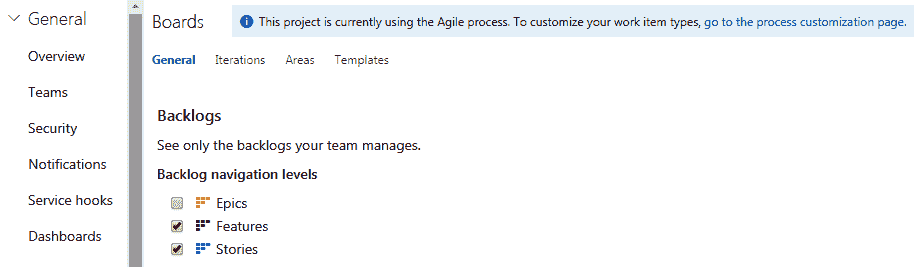 General
Overview
Teams
Security
Notifications
Service hooks
Dashboards
Boards
This project is currently using the Agile process. To customize your work item types, go to the process customization page.
General Iterations Areas Templates
Backlogs
See only the backlogs your team manages.
Backlog navigation levels
Epics
Features
Stories